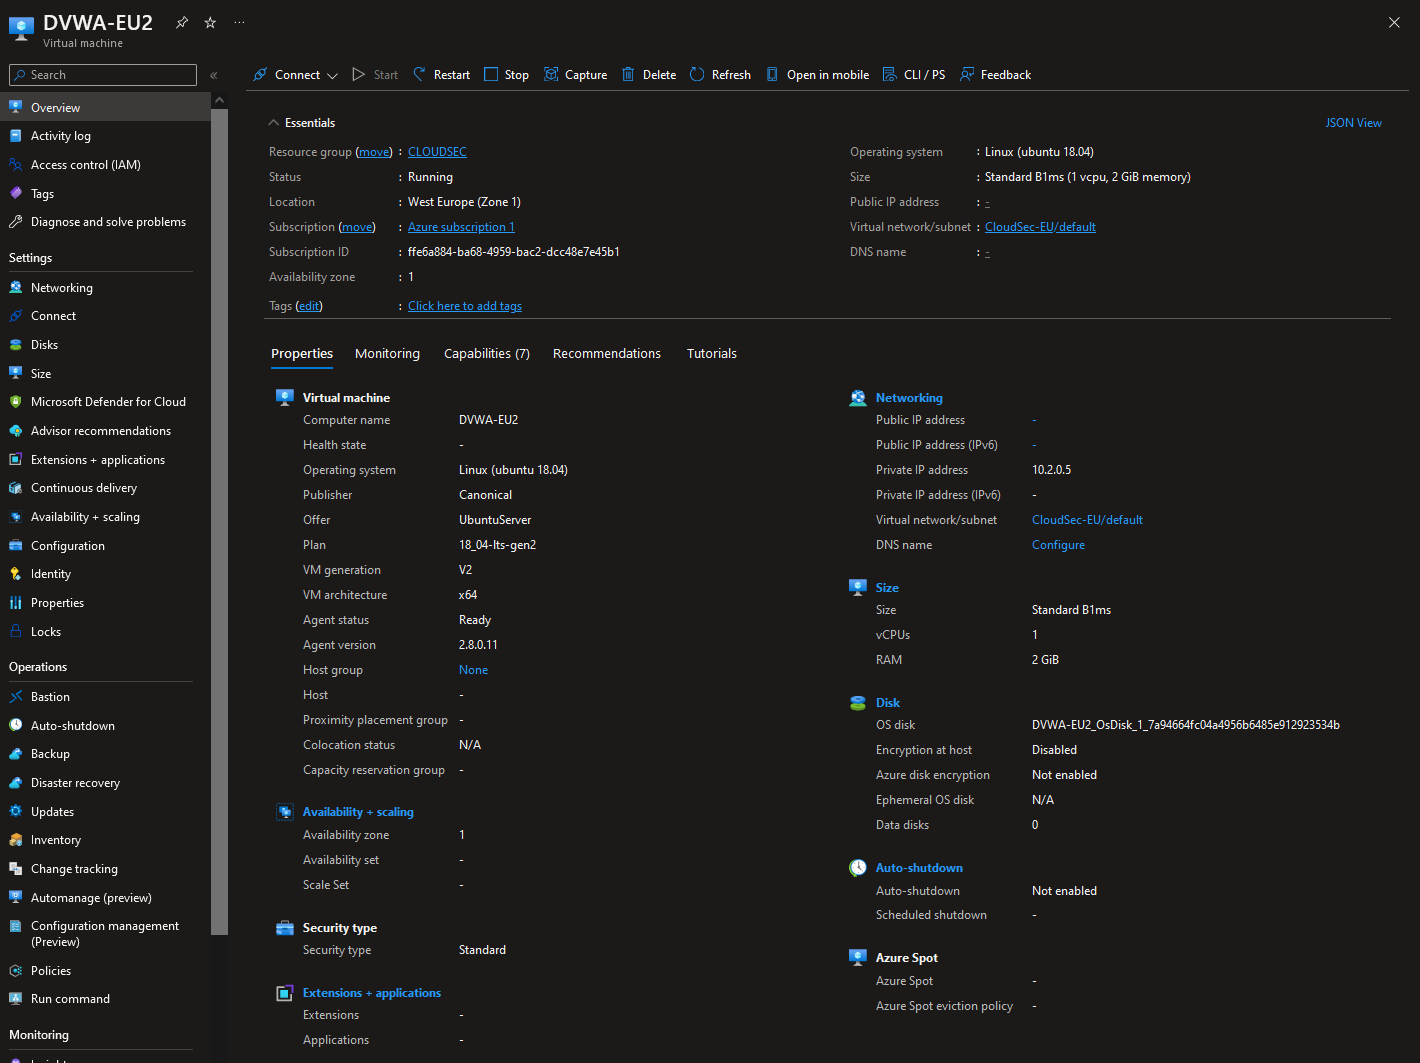 DVWA-EU2
Virtual machine
Search
Overview
Activity log
Access control (IAM)
Tags
Diagnose and solve problems
Settings
Networking
Connect
Disks
Size
Microsoft Defender for Cloud
Advisor recommendations
Extensions + applications
Continuous delivery
Availability + scaling
Configuration
Identity
Properties
Locks
Operations
Bastion
Auto-shutdown
Backup
Disaster recovery
Updates
Inventory
Change tracking
Automanage (preview)
Configuration management
(Preview)
Policies
Run command
Monitoring
Connect Start Restart Stop Capture Delete Refresh Open in mobile CLI / PS Feedback
Essentials JSON View
Resource group (move) : CLOUDSEC
Status : Running
Location : West Europe (Zone 1)
Subscription (move) : Azure subscription 1
Subscription ID : ffe6a884-ba68-4959-bac2-dcc48e7e45b1
Availability zone : 1
Tags (edit) : Click here to add tags
Operating system : Linux (ubuntu 18.04)
Size : Standard B1ms (1 vcpu, 2 GiB memory)
Public IP address : -
Virtual network/subnet : CloudSec-EU/default
DNS name : -
Properties Monitoring Capabilities (7) Recommendations Tutorials
Virtual machine
Computer name DVWA-EU2
Health state -
Operating system Linux (ubuntu 18.04)
Publisher Canonical
Offer UbuntuServer
Plan 18_04-lts-gen2
VM generation V2
VM architecture x64
Agent status Ready
Agent version 2.8.0.11
Host group None
Host -
Proximity placement group -
Colocation status N/A
Capacity reservation group -
Availability + scaling
Availability zone 1
Availability set -
Scale Set -
Security type
Security type Standard
Extensions + applications
Extensions -
Applications -
Networking
Public IP address -
Public IP address (IPv6) -
Private IP address 10.2.0.5
Private IP address (IPv6) -
Virtual network/subnet CloudSec-EU/default
DNS name Configure
Size
Size Standard B1ms
vCPUs 1
RAM 2 GiB
Disk
OS disk DVWA-EU2_OsDisk_1_7a94664fc04a4956b6485e912923534b
Encryption at host Disabled
Azure disk encryption Not enabled
Ephemeral OS disk N/A
Data disks 0
Auto-shutdown
Auto-shutdown Not enabled
Scheduled shutdown -
Azure Spot
Azure Spot -
Azure Spot eviction policy -